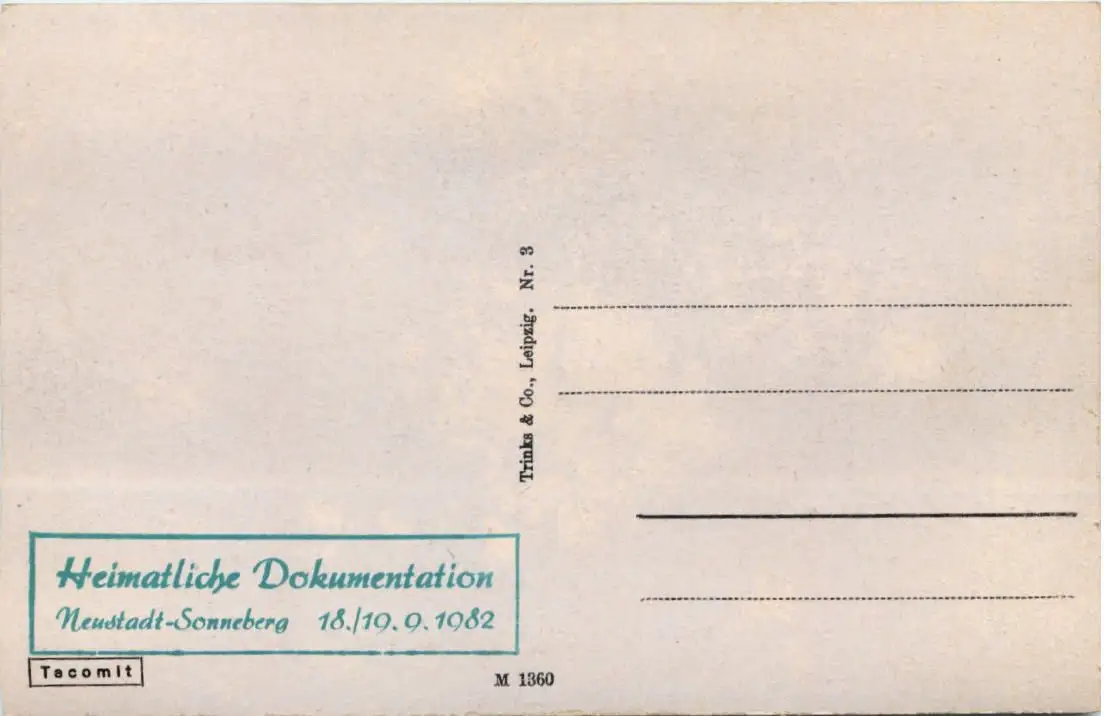 Trinks & Co., Leipzig. Nr. 3
Heimatliche Dokumentation
Neustadt-Sonneberg 18./19. 9. 1982
Tacomit
M 1360